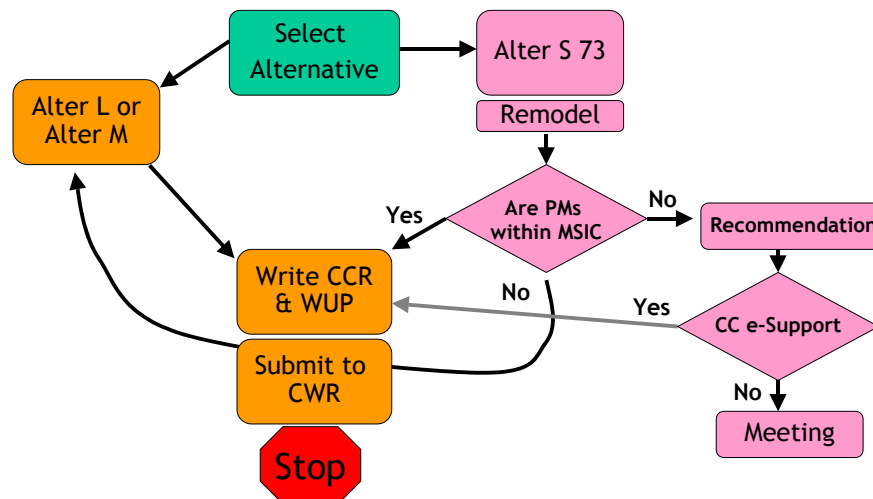 Select
Alternative
Alter S 73
Alter L or
Alter M
Remodel
Yes
Are PMs
within MSIC
No
Recommendation
Write CCR
& WUP
No
Yes
CC e-Support
Submit to
CWR
No
Meeting
Stop